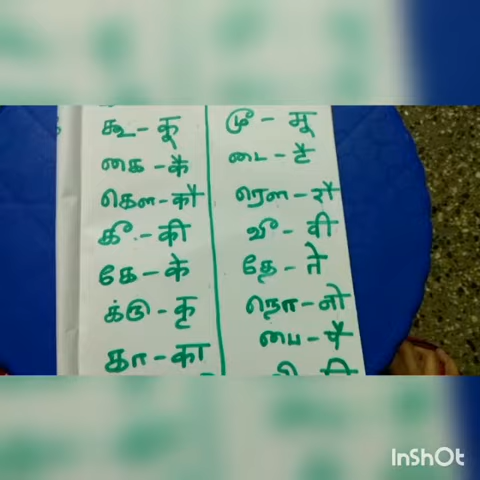 கூ - कू
கை - कै
கௌ - कौ
கீ - की
கே - के
க்ரு - कृ
கா - का
மூ - मू
டை - टै
ரௌ - रौ
வீ - वी
தே - ते
நொ - नो
பை - पै
InShOt